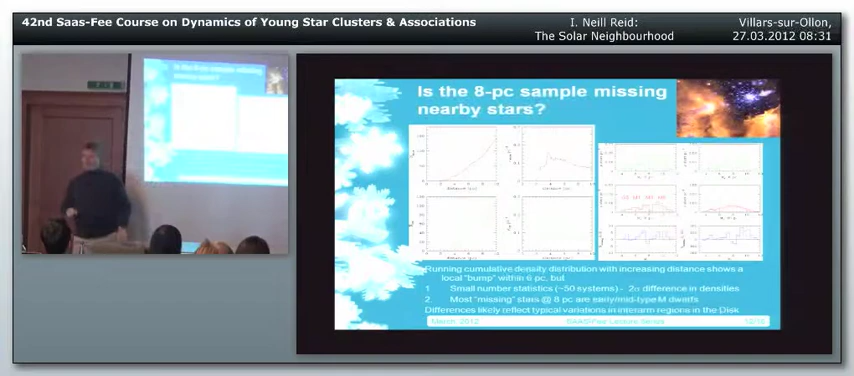 42nd Saas-Fee Course on Dynamics of Young Star Clusters & Associations
I. Neill Reid:
The Solar Neighbourhood
Villars-sur-Ollon,
27.03.2012 08:31
Is the 8-pc sample missing
nearby stars?
Running cumulative density distribution with increasing distance shows a
local "bump" within 6 pc, but
1 Small number statistics (~50 systems) - 2σ difference in densities
2. Most "missing" stars @ 8 pc are early/mid-type M dwarfs
Differences likely reflect typical variations in interarm regions in the Disk
March, 2012